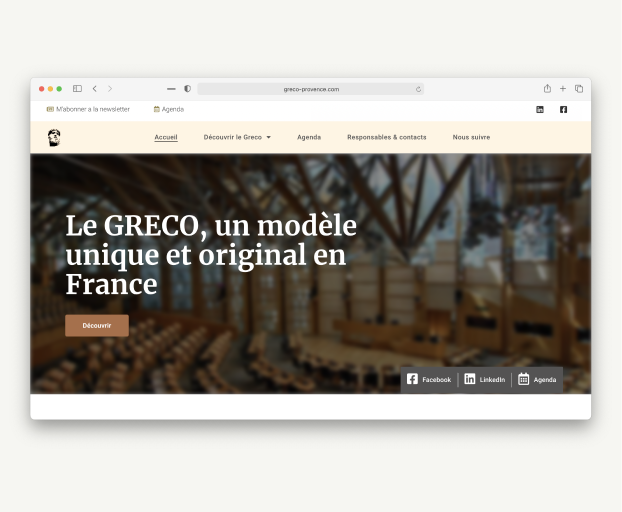 greco-provence.com
M'abonner a la newsletter
Agenda
Accueil
Découvrir le Greco
Agenda
Responsables & contacts
Nous suivre
Le GRECO, un modèle
unique et original en
France
Découvrir
Facebook
LinkedIn
Agenda